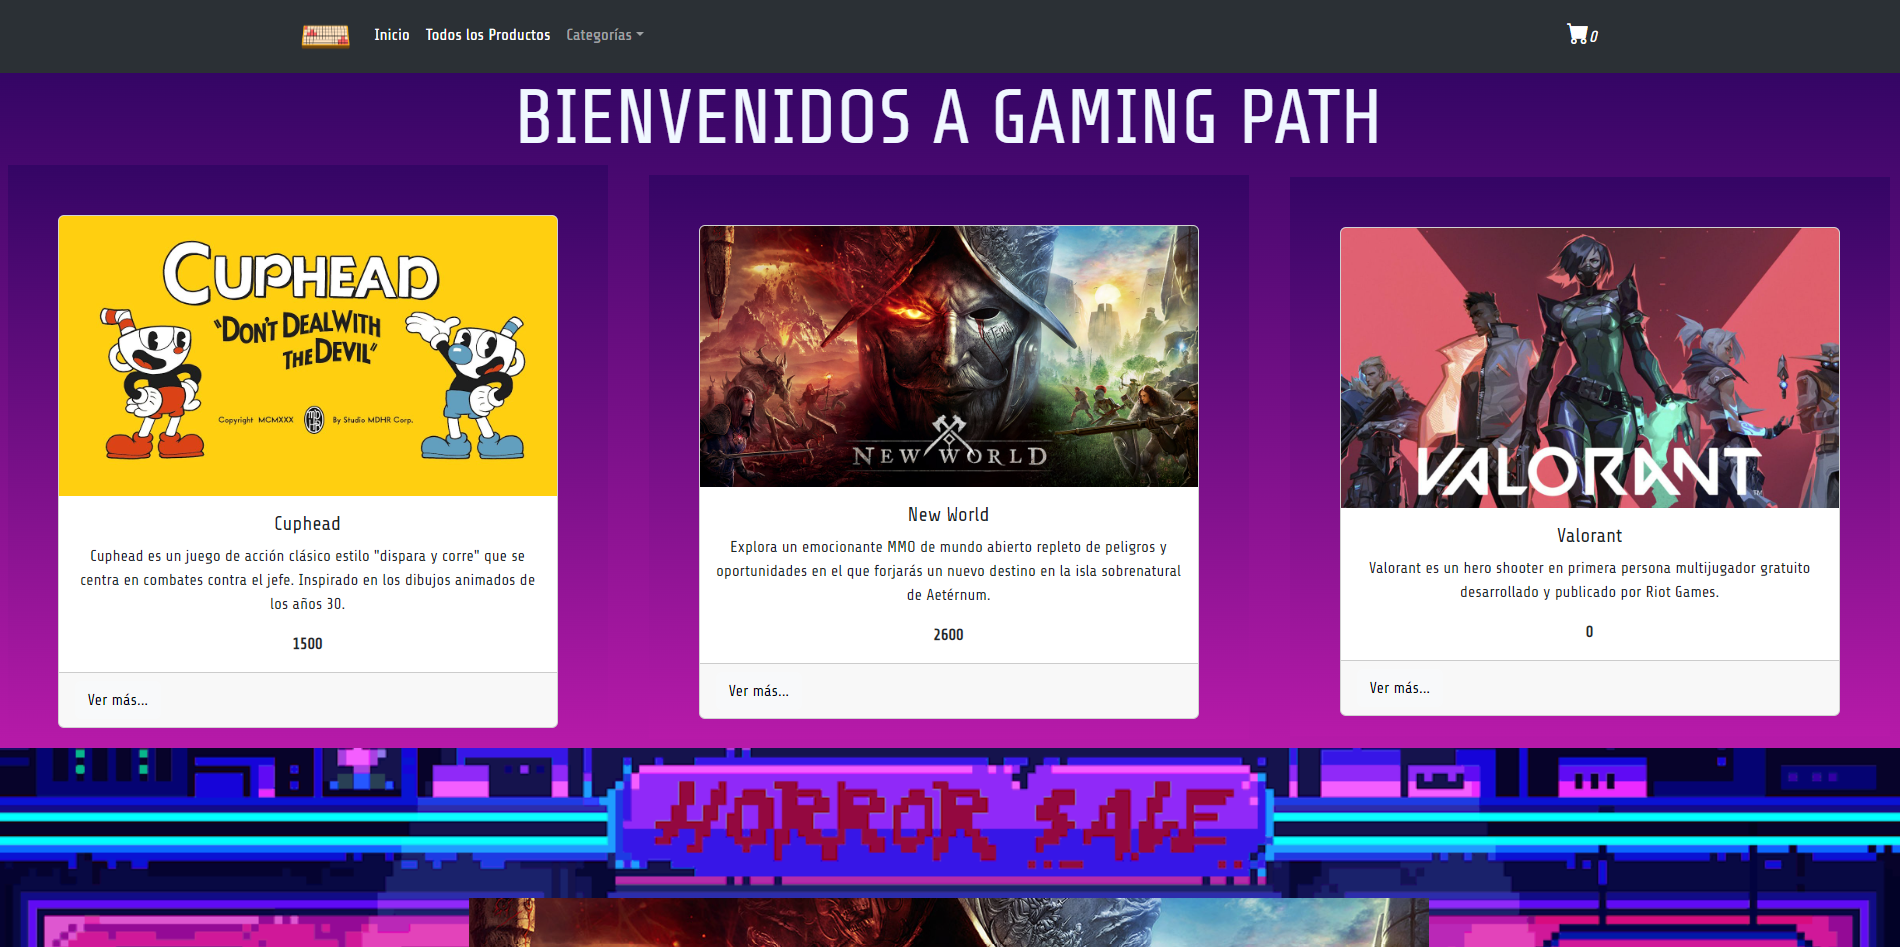 Inicio Todos los Productos Categorías 0
BIENVENIDOS A GAMING PATH
CUPHEAD
"DON'T DEAL WITH
THE DEVIL"
Copyright MCMXXX MDHR By Studio MDHR Corp.
Cuphead
Cuphead es un juego de acción clásico estilo "dispara y corre" que se
centra en combates contra el jefe. Inspirado en los dibujos animados de
los años 30.
1500
Ver más...
NEW WORLD
New World
Explora un emocionante MMO de mundo abierto repleto de peligros y
oportunidades en el que forjarás un nuevo destino en la isla sobrenatural
de Aetérnum.
2600
Ver más...
VALORANT™
Valorant
Valorant es un hero shooter en primera persona multijugador gratuito
desarrollado y publicado por Riot Games.
0
Ver más...
HORROR SALE